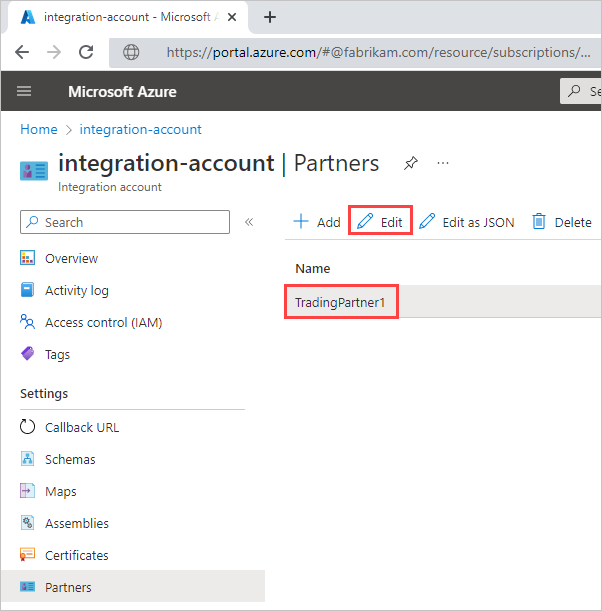 integration-account - Microsoft A
https://portal.azure.com/#@fabrikam.com/resource/subscriptions/...
Microsoft Azure
Se
Home > integration-account
integration-account | Partners ...
Integration account
Search «
+ Add Edit Edit as JSON Delete
Overview
Name
Activity log
TradingPartner1
Access control (IAM)
Tags
Settings
Callback URL
Schemas
Maps
Assemblies
Certificates
Partners